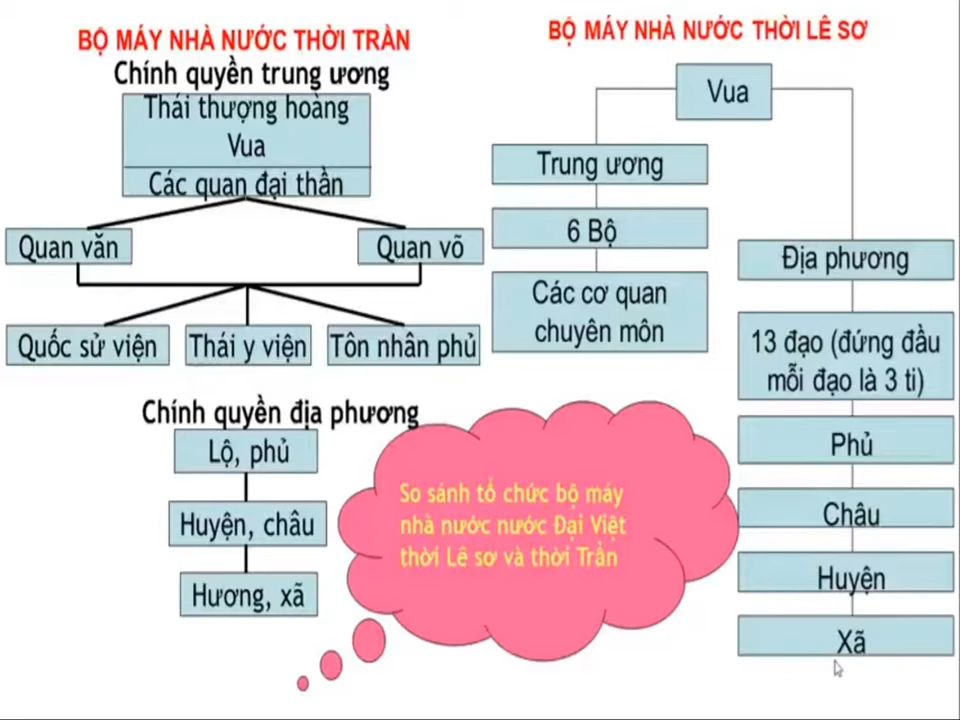 BỘ MÁY NHÀ NƯỚC THỜI TRẦN
Chính quyền trung ương
Thái thượng hoàng
Vua
Các quan đại thần
Quan văn
Quan võ
Quốc sử viện
Thái y viện
Tôn nhân phủ
Chính quyền địa phương
Lộ, phủ
Huyện, châu
Hương, xã
BỘ MÁY NHÀ NƯỚC THỜI LÊ SƠ
Vua
Trung ương
6 Bộ
Các cơ quan
chuyên môn
Địa phương
13 đạo (đứng đầu
mỗi đạo là 3 ti)
Phủ
Châu
Huyện
Xã
So sánh tổ chức bộ máy
nhà nước nước Đại Việt
thời Lê sơ và thời Trần